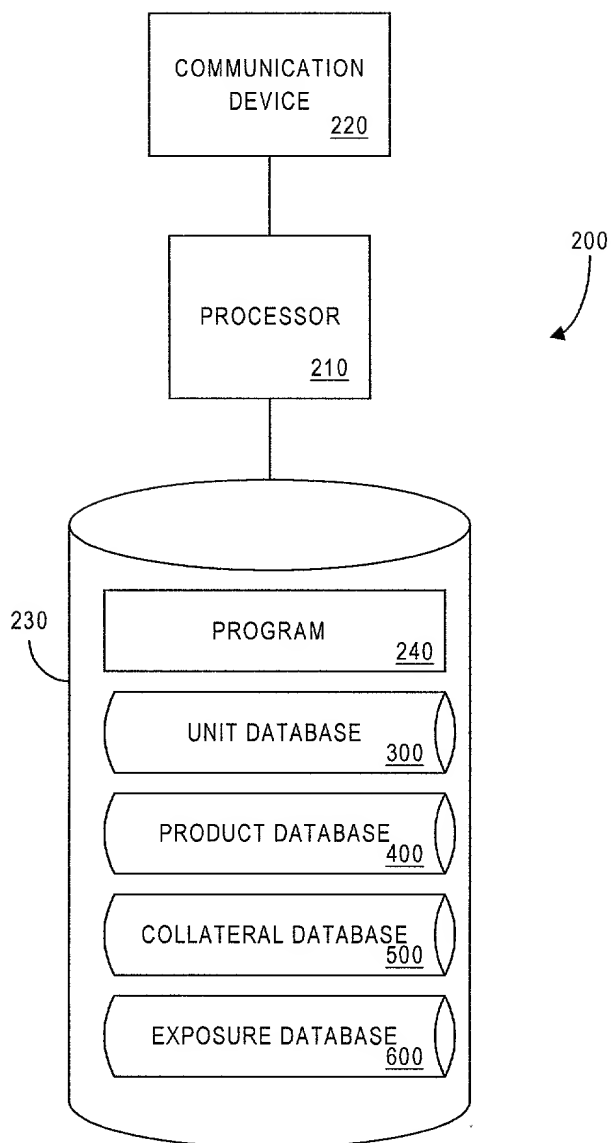 COMMUNICATION
DEVICE
220
200
PROCESSOR
210
230
PROGRAM
240
UNIT DATABASE
300
PRODUCT DATABASE
400
COLLATERAL DATABASE
500
EXPOSURE DATABASE
600